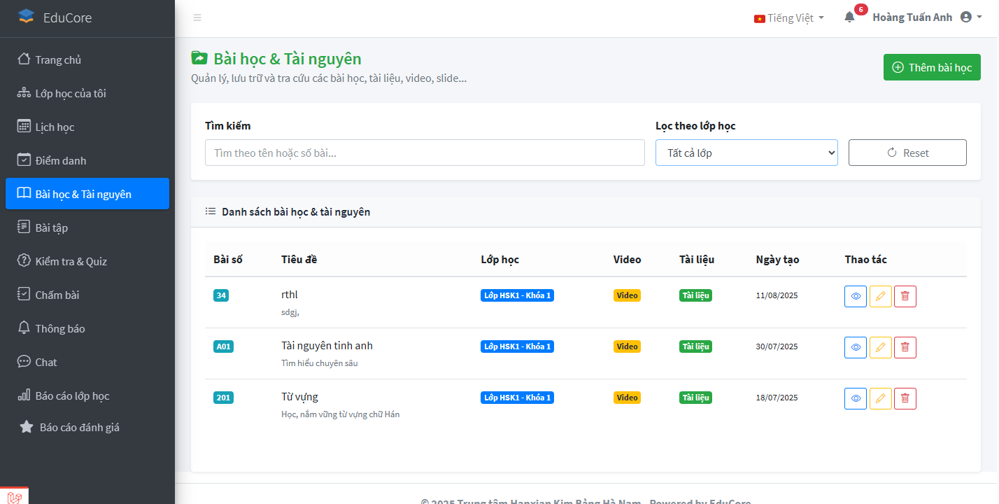 EduCore
Tiếng Việt
6
Hoàng Tuấn Anh
Trang chủ
Lớp học của tôi
Lịch học
Điểm danh
Bài học & Tài nguyên
Bài tập
Kiểm tra & Quiz
Chấm bài
Thông báo
Chat
Báo cáo lớp học
Báo cáo đánh giá
Bài học & Tài nguyên
Quản lý, lưu trữ và tra cứu các bài học, tài liệu, video, slide...
Thêm bài học
Tìm kiếm
Lọc theo lớp học
Tìm theo tên hoặc số bài...
Tất cả lớp
Reset
Danh sách bài học & tài nguyên
Bài số Tiêu đề Lớp học Video Tài liệu Ngày tạo Thao tác
34 rthl Lớp HSK1 - Khóa 1 Video Tài liệu 11/08/2025
sdgj,
A01 Tài nguyên tinh anh Lớp HSK1 - Khóa 1 Video Tài liệu 30/07/2025
Tìm hiểu chuyên sâu
201 Từ vựng Lớp HSK1 - Khóa 1 Video Tài liệu 18/07/2025
Học, nắm vững từ vựng chữ Hán
© 2025 Trung tâm Hanxian Kim Bảng Hà Nam - Powered by EduCore